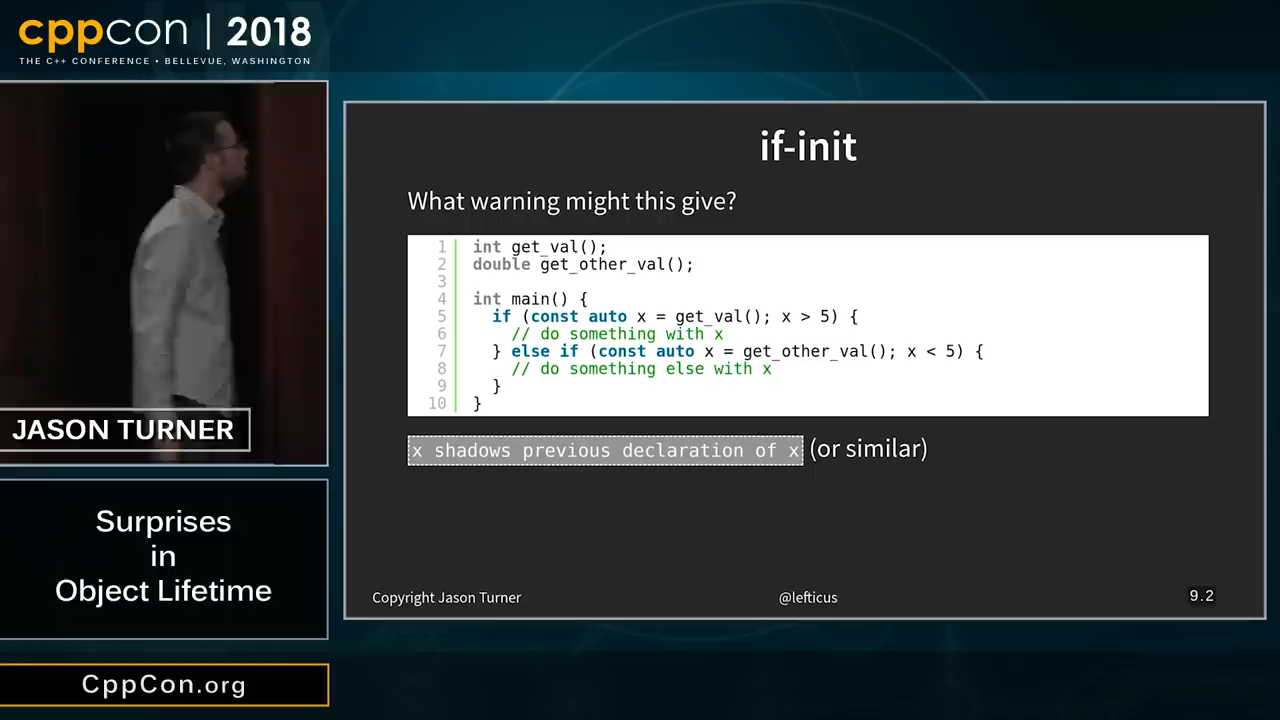 cppcon | 2018
THE C++ CONFERENCE • BELLEVUE, WASHINGTON
JASON TURNER
Surprises
in
Object Lifetime
CppCon.org
if-init
What warning might this give?
1 int get_val();
2 double get_other_val();
3
4 int main() {
5 if (const auto x = get_val(); x > 5) {
6 // do something with x
7 } else if (const auto x = get_other_val(); x < 5) {
8 // do something else with x
9 }
10 }
x shadows previous declaration of x (or similar)
Copyright Jason Turner
@lefticus
9.2